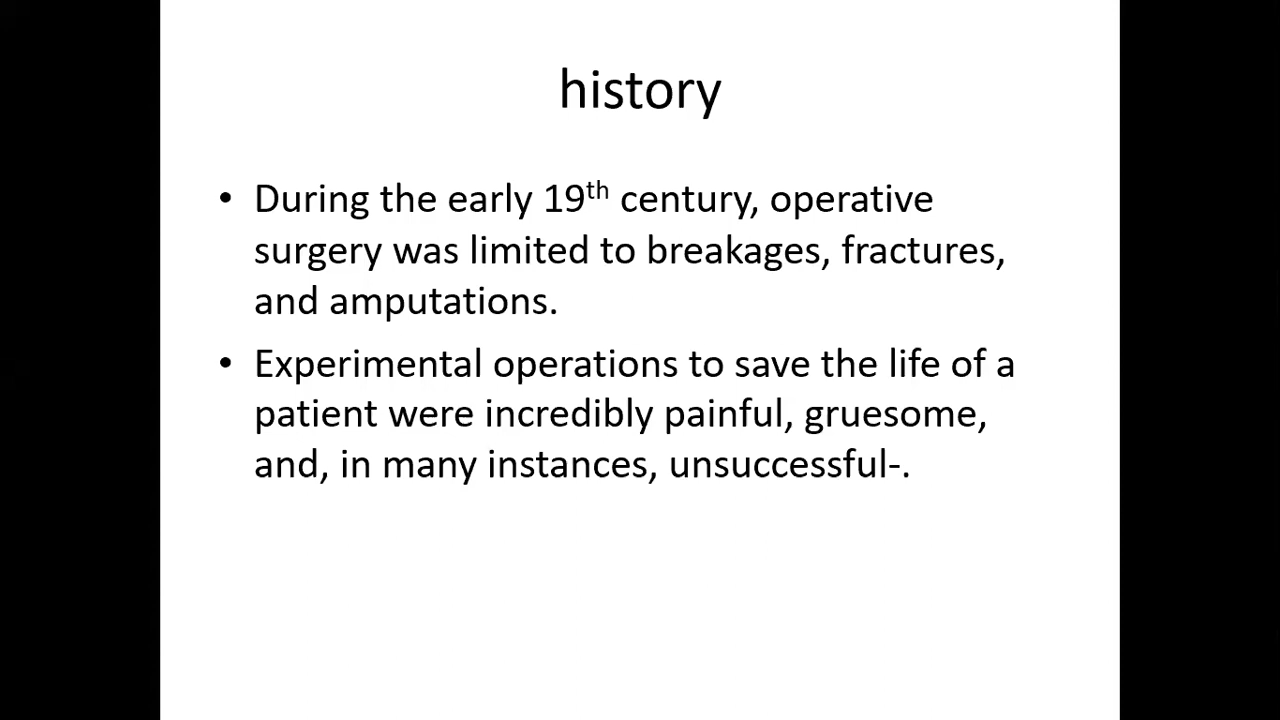 history
• During the early 19th century, operative
surgery was limited to breakages, fractures,
and amputations.
• Experimental operations to save the life of a
patient were incredibly painful, gruesome,
and, in many instances, unsuccessful-.